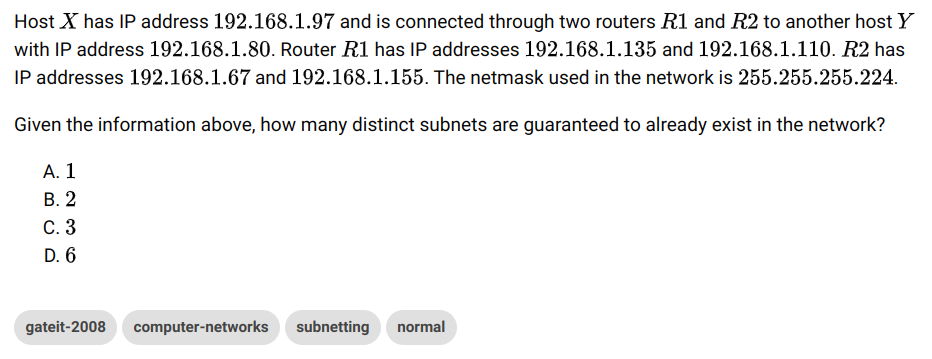 Host X has IP address 192.168.1.97 and is connected through two routers R1 and R2 to another host Y
with IP address 192.168.1.80. Router R1 has IP addresses 192.168.1.135 and 192.168.1.110. R2 has
IP addresses 192.168.1.67 and 192.168.1.155. The netmask used in the network is 255.255.255.224.
Given the information above, how many distinct subnets are guaranteed to already exist in the network?
A. 1
B. 2
C. 3
D. 6
gateit-2008 computer-networks subnetting normal